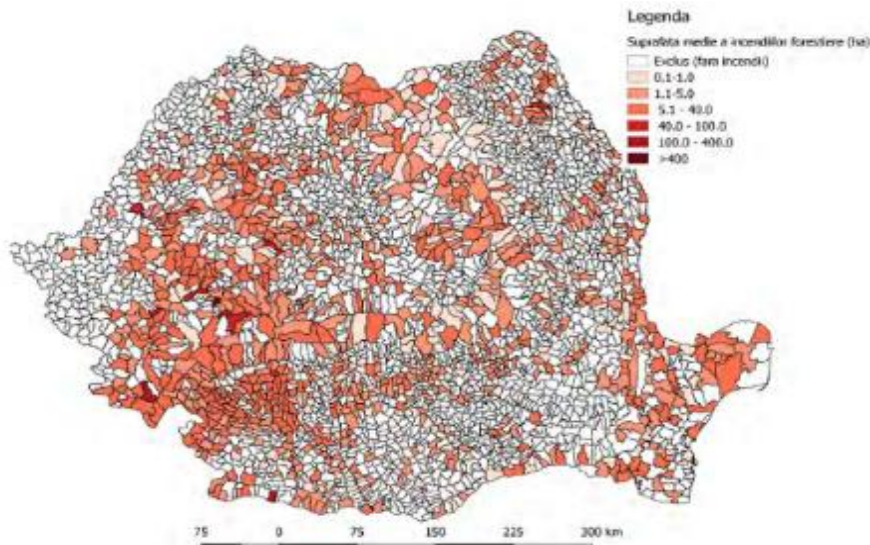 Legenda
Suprafata medie a incendiilor forestiere (ha)
Exclus (fara incendii)
0.1-1.0
1.1-5.0
5.1 - 40.0
40.0 - 100.0
100.0 - 400.0
>400
75 0 75 150 225 300 km